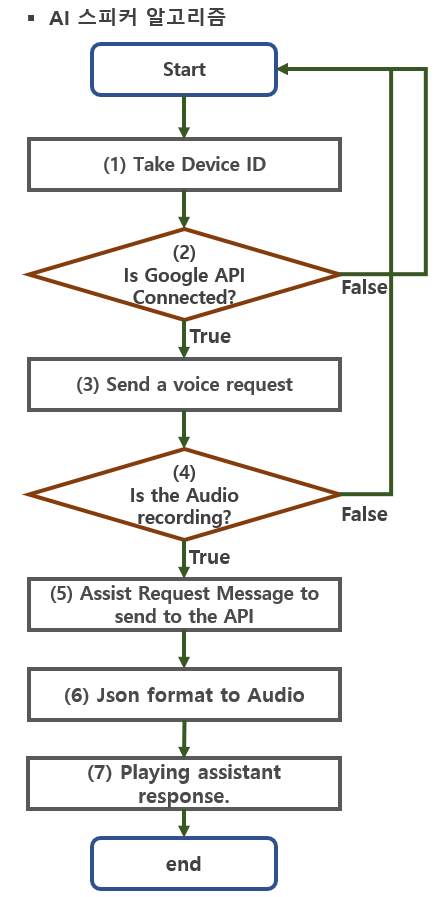 ▪ AI 스피커 알고리즘
Start
(1) Take Device ID
(2)
Is Google API
Connected?
False
True
(3) Send a voice request
(4)
Is the Audio
recording?
False
True
(5) Assist Request Message to
send to the API
(6) Json format to Audio
(7) Playing assistant
response.
end